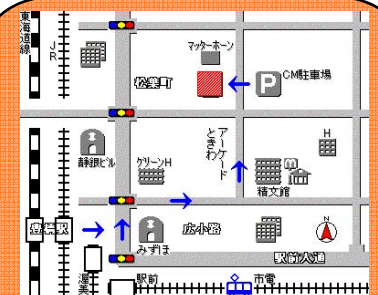 東海道線
JR
マッターホーン
松葉町
P
CM駐車場
静銀ビル
グリーンH
アーケード
ときわ
H
精文館
豊橋駅
みずほ
広小路
N
駅前大通
渥美
駅前
市電